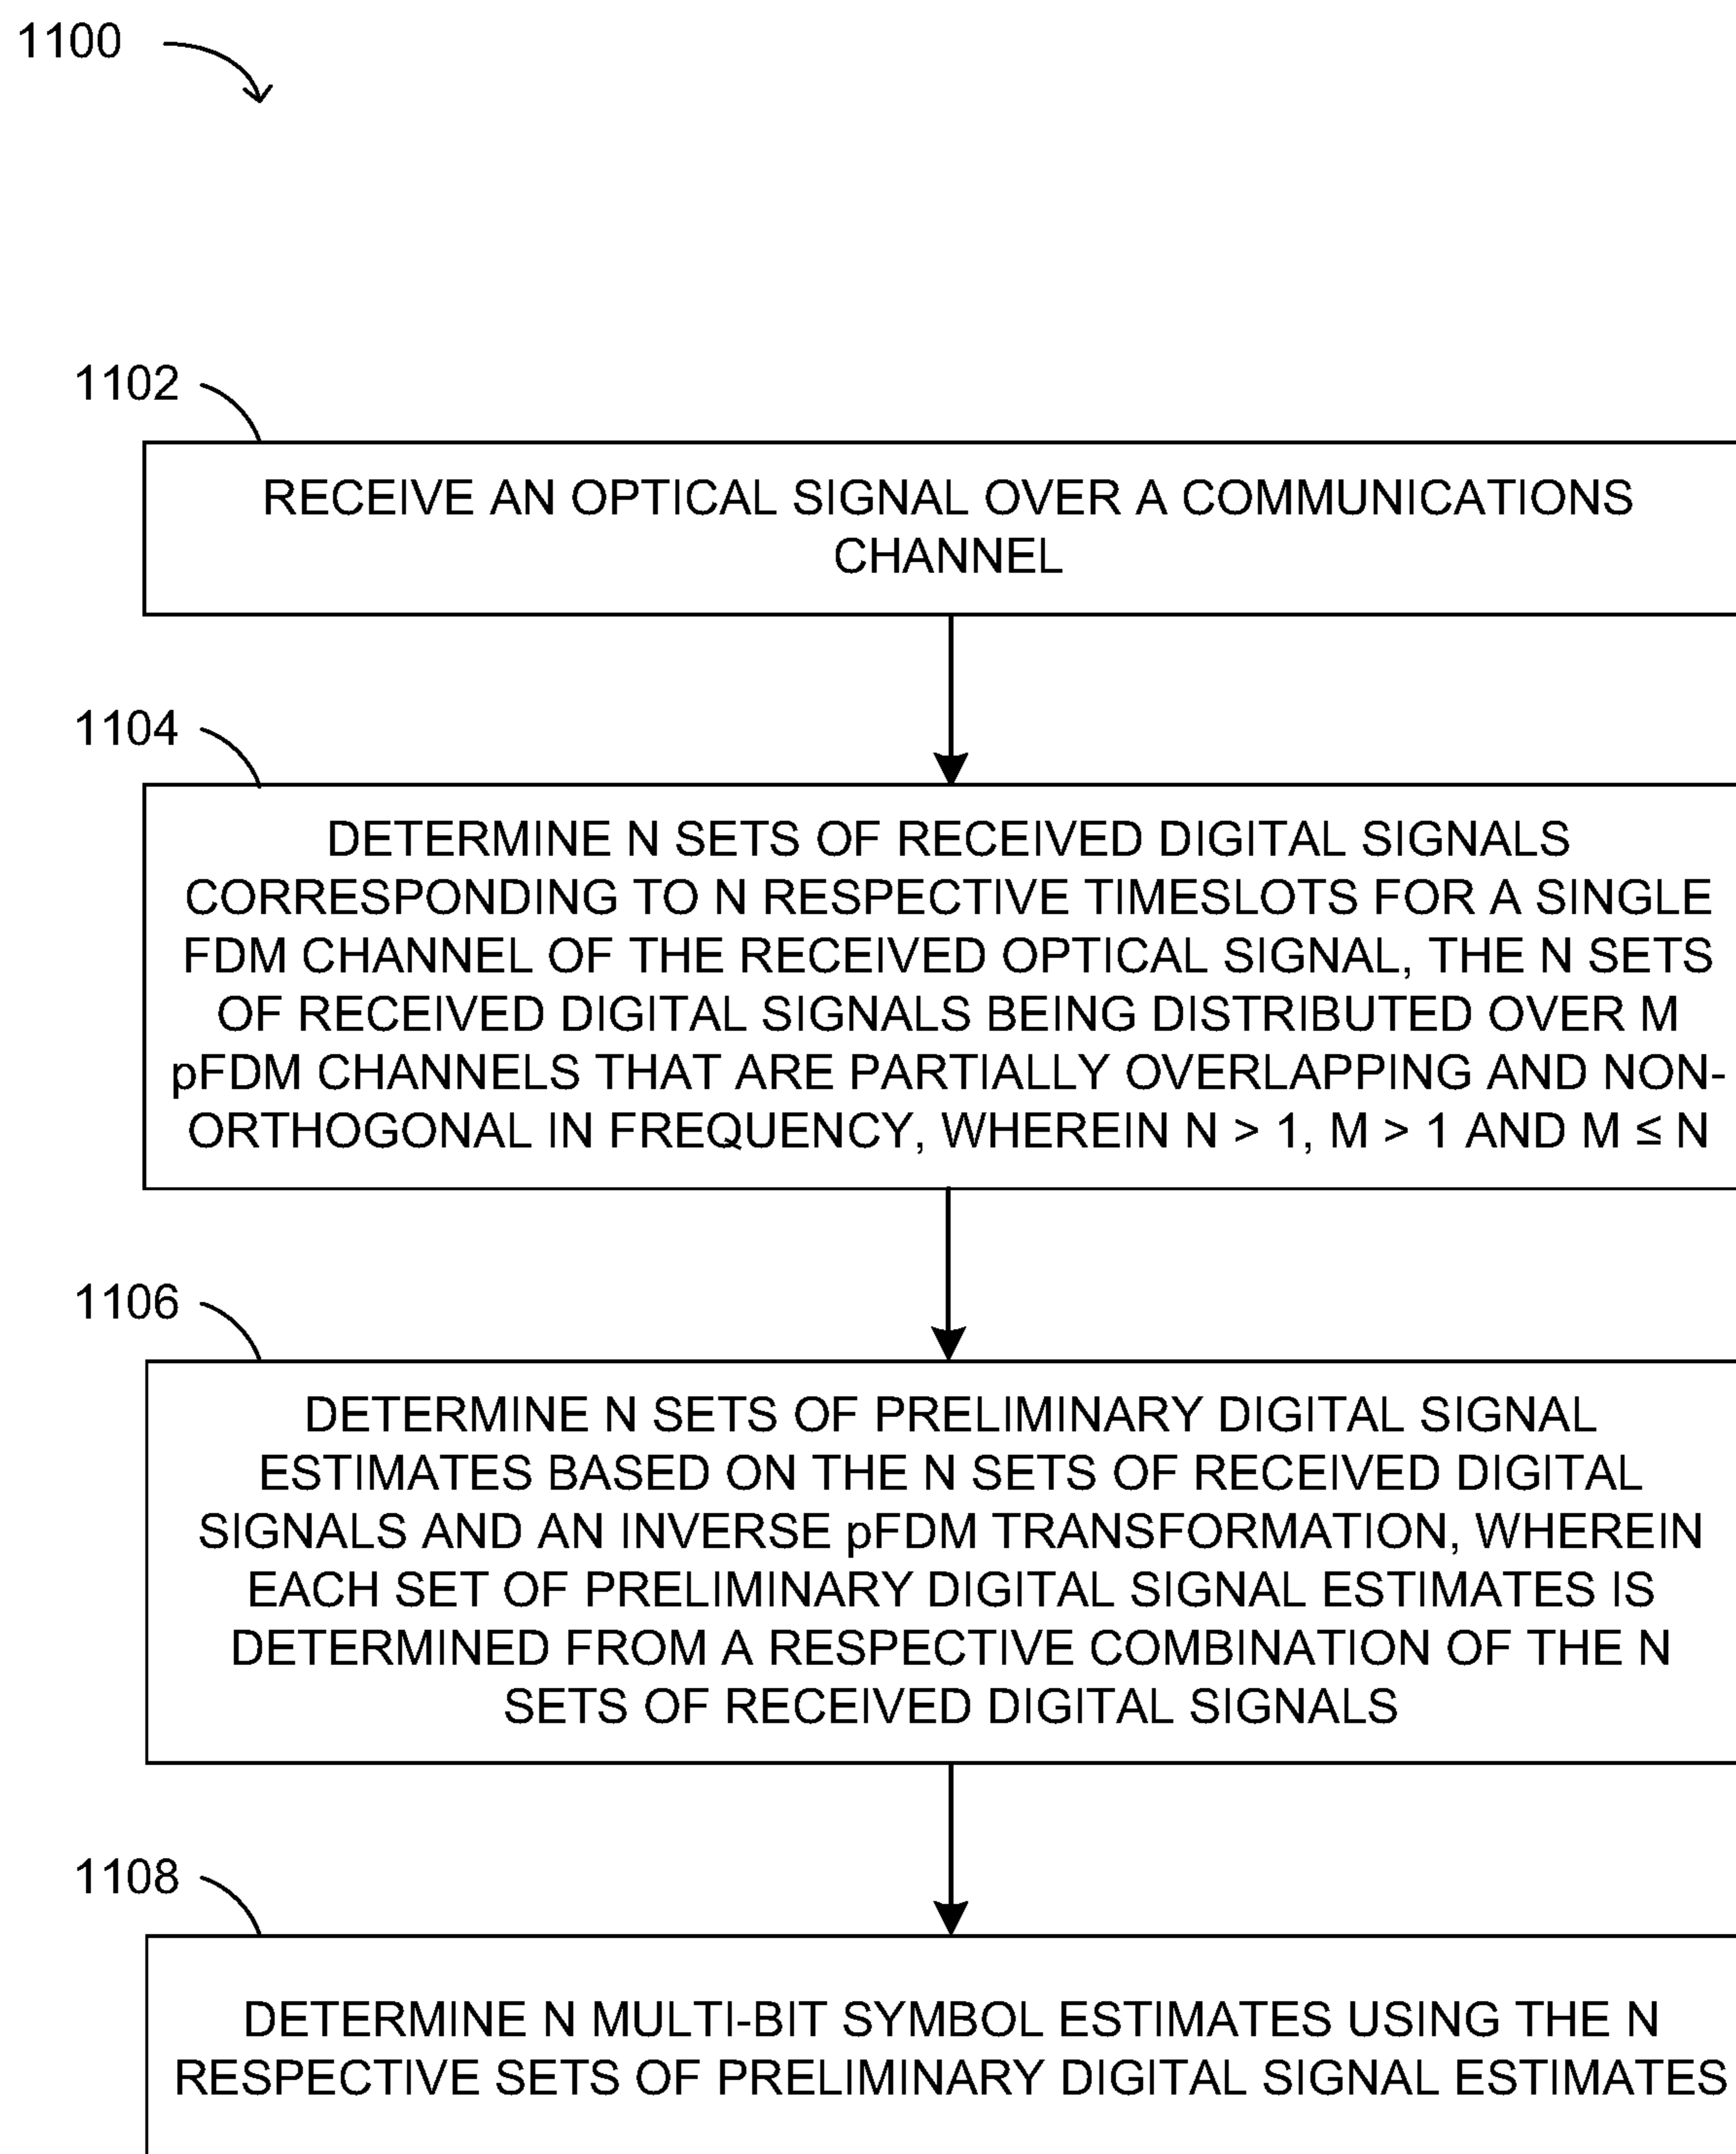 1100
1102
RECEIVE AN OPTICAL SIGNAL OVER A COMMUNICATIONS
CHANNEL
1104
DETERMINE N SETS OF RECEIVED DIGITAL SIGNALS
CORRESPONDING TO N RESPECTIVE TIMESLOTS FOR A SINGLE
FDM CHANNEL OF THE RECEIVED OPTICAL SIGNAL, THE N SETS
OF RECEIVED DIGITAL SIGNALS BEING DISTRIBUTED OVER M
pFDM CHANNELS THAT ARE PARTIALLY OVERLAPPING AND NON-
ORTHOGONAL IN FREQUENCY, WHEREIN N > 1, M > 1 AND M ≤ N
1106
DETERMINE N SETS OF PRELIMINARY DIGITAL SIGNAL
ESTIMATES BASED ON THE N SETS OF RECEIVED DIGITAL
SIGNALS AND AN INVERSE pFDM TRANSFORMATION, WHEREIN
EACH SET OF PRELIMINARY DIGITAL SIGNAL ESTIMATES IS
DETERMINED FROM A RESPECTIVE COMBINATION OF THE N
SETS OF RECEIVED DIGITAL SIGNALS
1108
DETERMINE N MULTI-BIT SYMBOL ESTIMATES USING THE N
RESPECTIVE SETS OF PRELIMINARY DIGITAL SIGNAL ESTIMATES